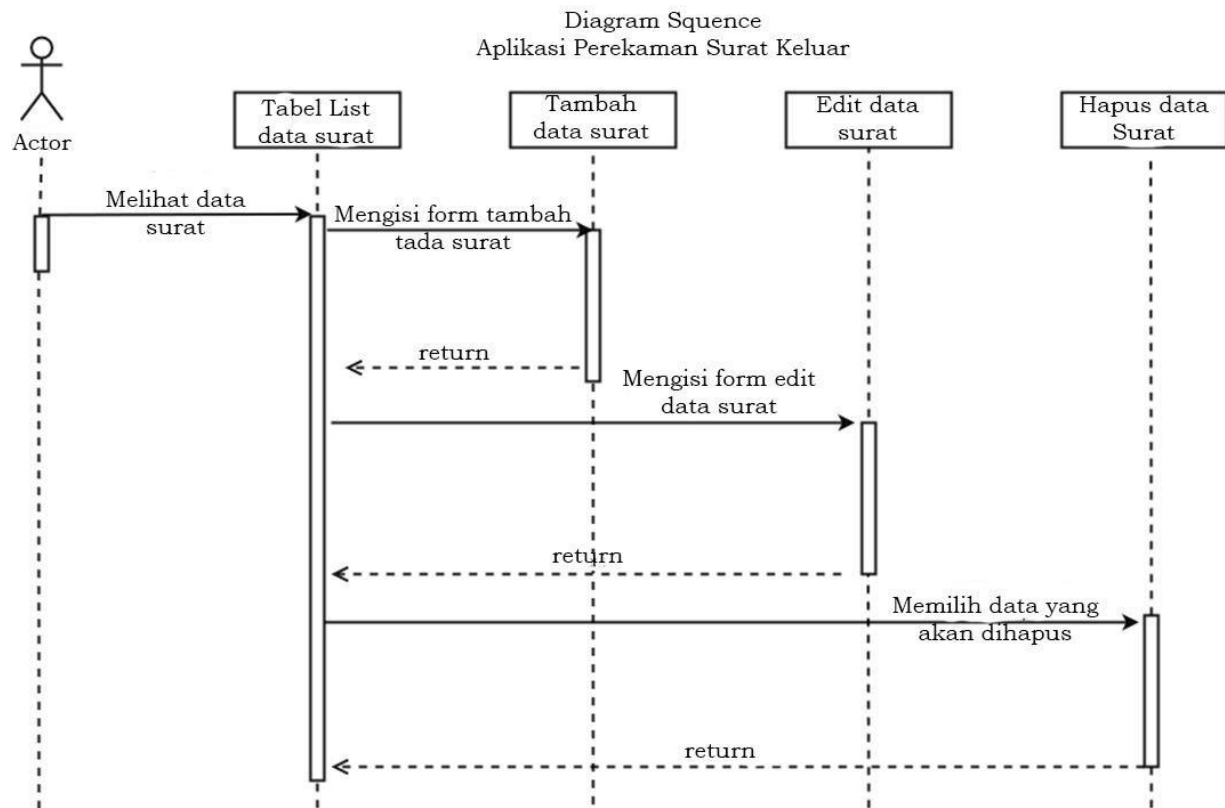 Diagram Squence
Aplikasi Perekaman Surat Keluar
Actor
Tabel List
data surat
Tambah
data surat
Edit data
surat
Hapus data
Surat
Melihat data
surat
Mengisi form tambah
tada surat
return
Mengisi form edit
data surat
return
Memilih data yang
akan dihapus
return